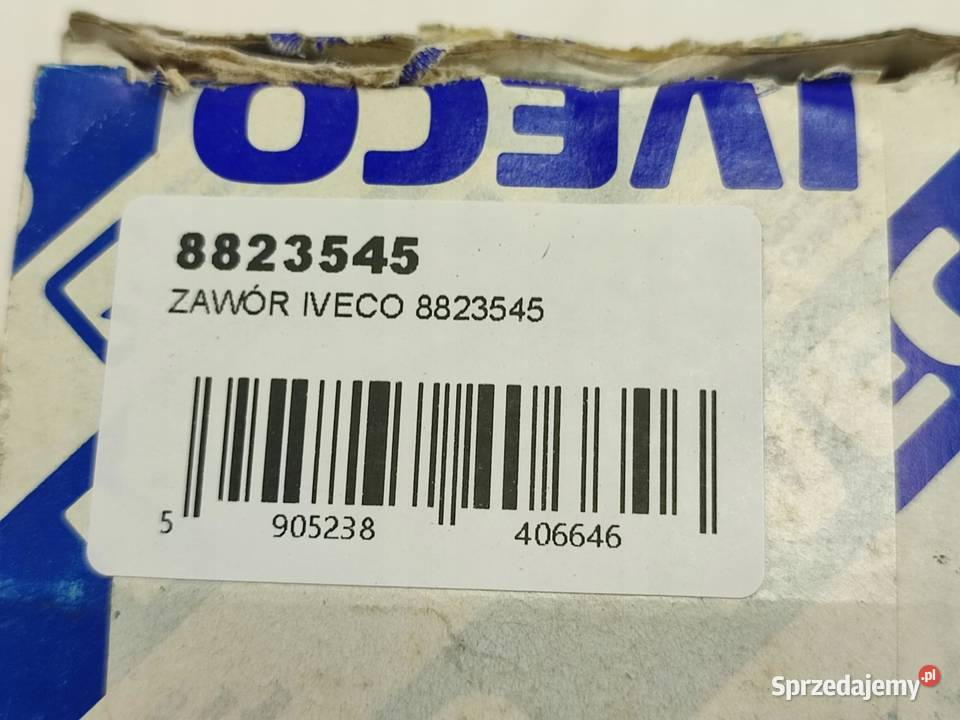 IVECO
8823545
ZAWÓR IVECO 8823545
5 905238 406646
Sprzedajemy.pl